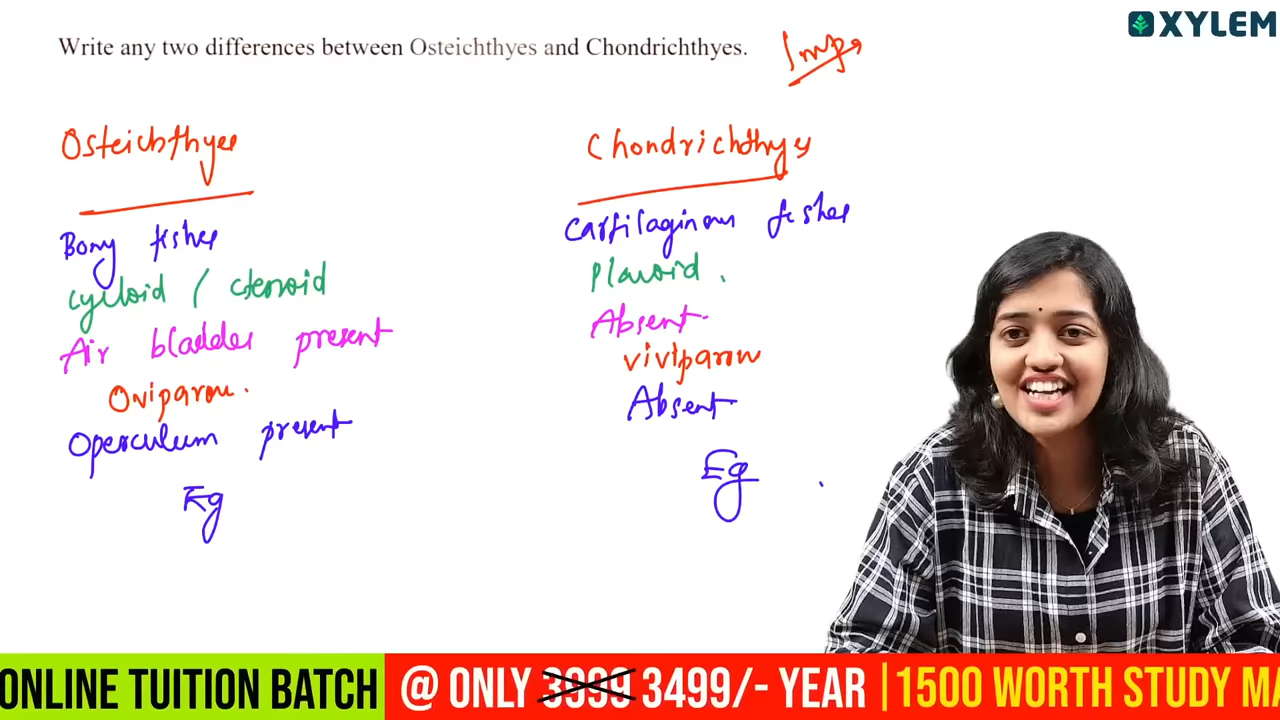 XYLEM
Write any two differences between Osteichthyes and Chondrichthyes.
Imp
Osteichthyes
Chondrichthyes
Bony fishes
Cartilaginous fishes
cycloid / ctenoid
Placoid.
Air bladder present
Absent.
Oviparous.
viviparous
Operculum present
Absent
Eg
Eg
ONLINE TUITION BATCH
@ ONLY 3999 3499/- YEAR
| 1500 WORTH STUDY MA